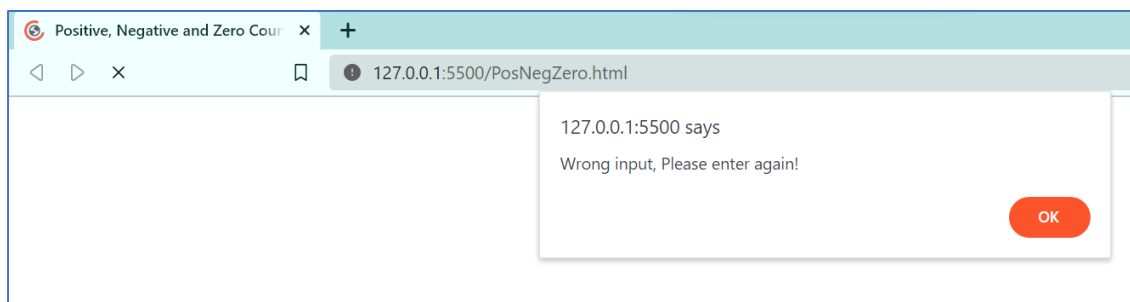 Positive, Negative and Zero Coun
127.0.0.1:5500/PosNegZero.html
127.0.0.1:5500 says
Wrong input, Please enter again!
OK